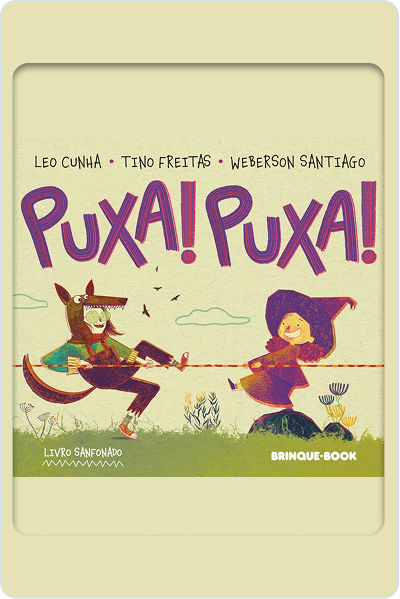 LEO CUNHA • TINO FREITAS • WEBERSON SANTIAGO
PUXA! PUXA!
LIVRO SANFONADO
BRINQUE-BOOK